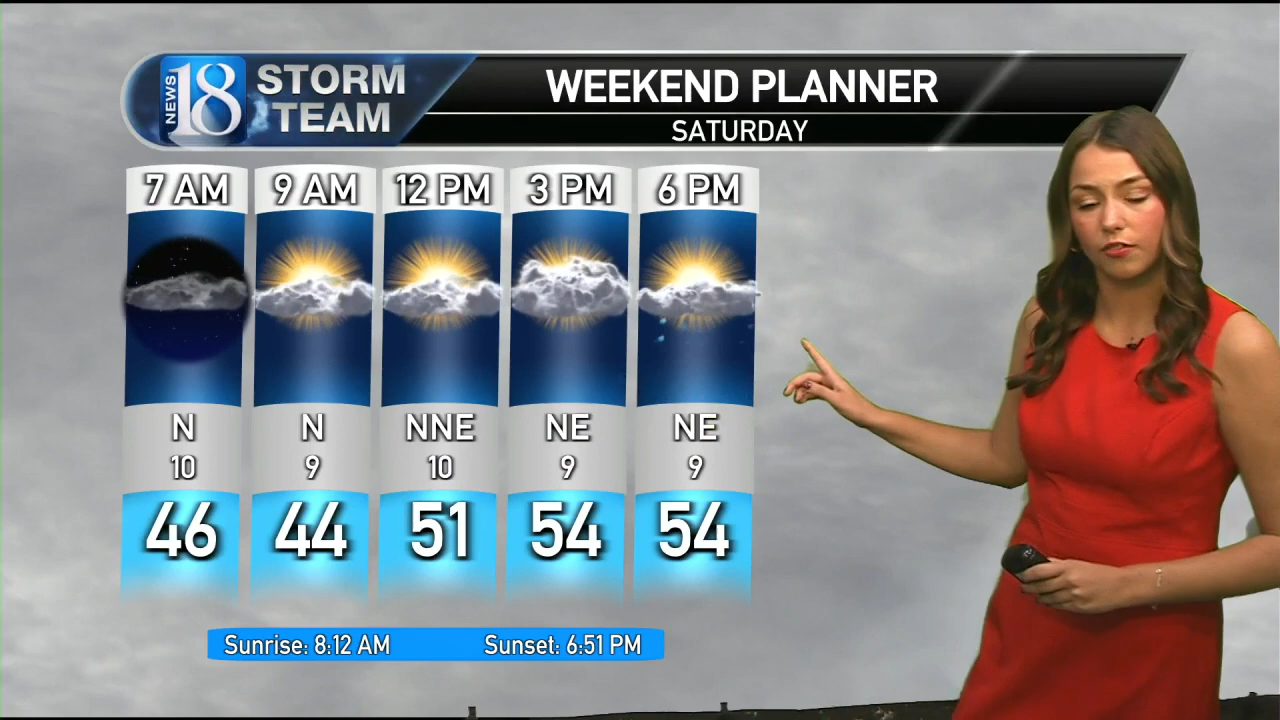 NEWS 18 STORM TEAM
WEEKEND PLANNER
SATURDAY
7 AM 9 AM 12 PM 3 PM 6 PM
N N NNE NE NE
10 9 10 9 9
46 44 51 54 54
Sunrise: 8:12 AM Sunset: 6:51 PM